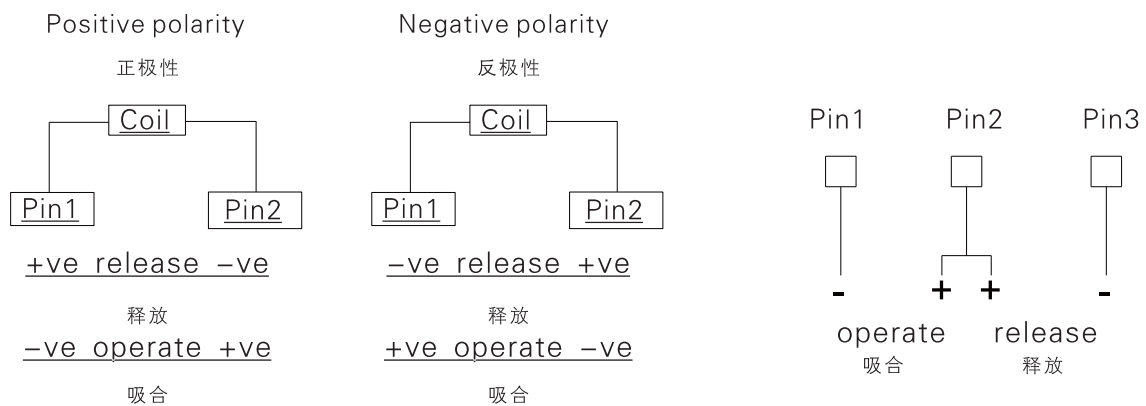 Positive polarity
正极性
Coil
Pin1
Pin2
+ve release −ve
释放
−ve operate +ve
吸合
Negative polarity
反极性
Coil
Pin1
Pin2
−ve release +ve
释放
+ve operate −ve
吸合
Pin1 Pin2 Pin3
- + + -
operate release
吸合 释放